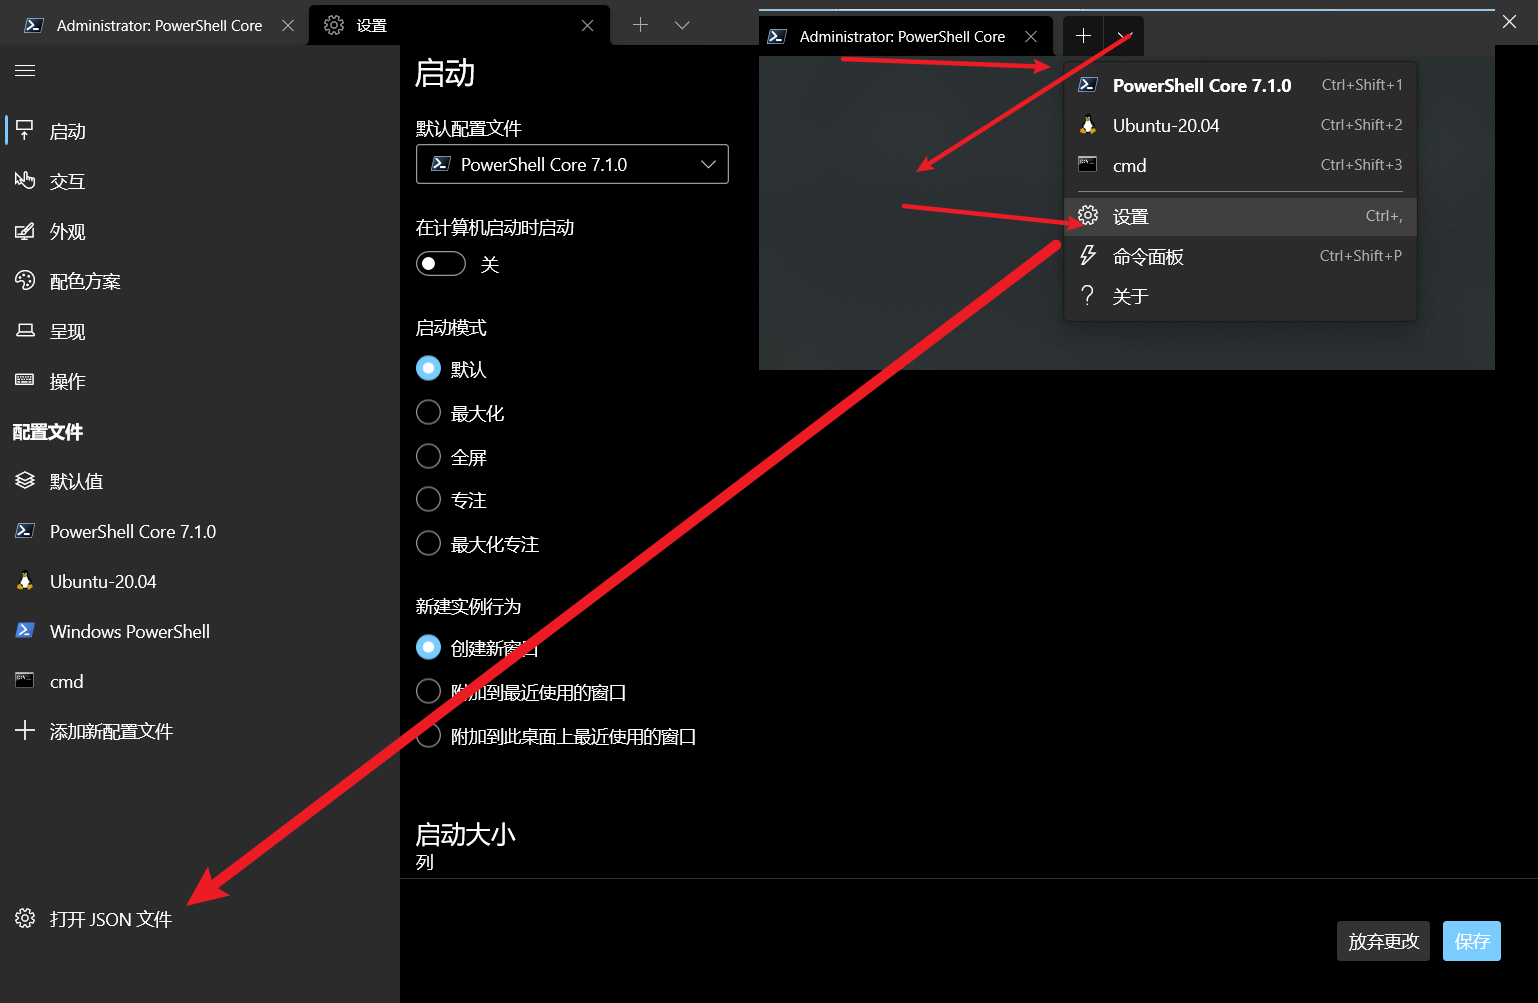 Administrator: PowerShell Core
设置
启动
交互
外观
配色方案
呈现
操作
配置文件
默认值
PowerShell Core 7.1.0
Ubuntu-20.04
Windows PowerShell
cmd
添加新配置文件
打开 JSON 文件
启动
默认配置文件
PowerShell Core 7.1.0
在计算机启动时启动
关
启动模式
默认
最大化
全屏
专注
最大化专注
新建实例行为
创建新窗口
附加到最近使用的窗口
附加到此桌面上最近使用的窗口
启动大小
列
放弃更改
保存
Administrator: PowerShell Core
PowerShell Core 7.1.0 Ctrl+Shift+1
Ubuntu-20.04 Ctrl+Shift+2
cmd Ctrl+Shift+3
设置 Ctrl+,
命令面板 Ctrl+Shift+P
关于